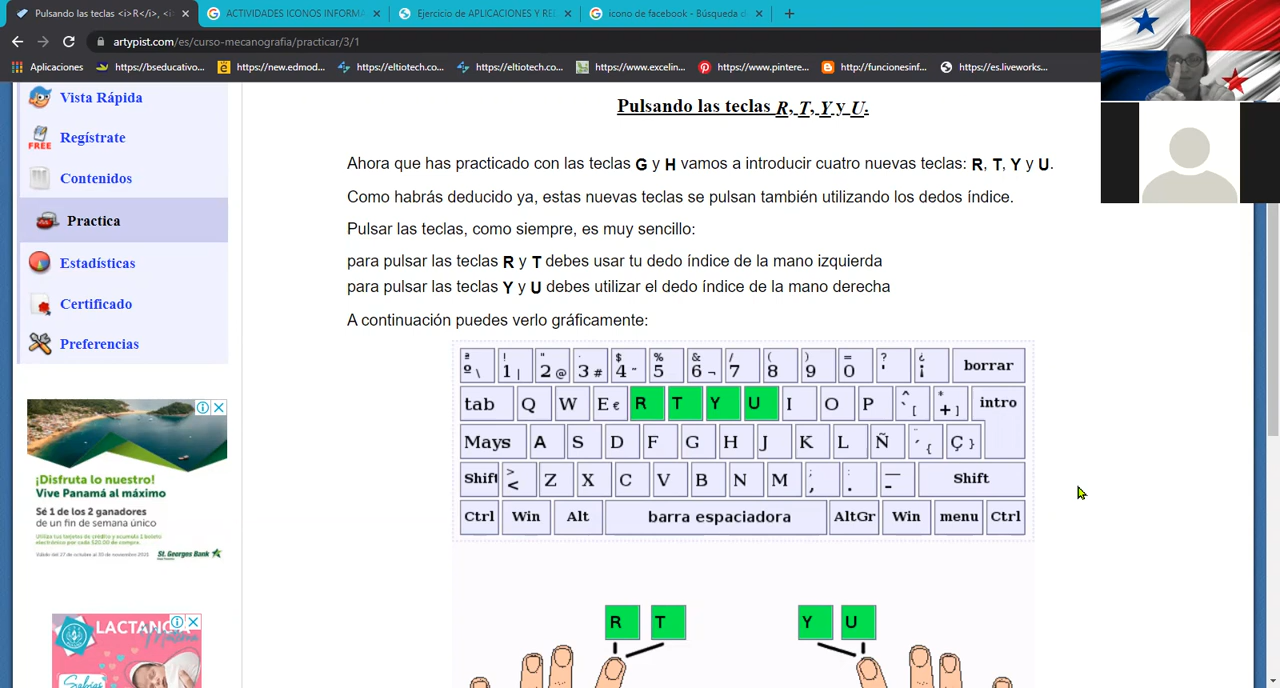 Pulsando las teclas <i>R</i>, <i>
ACTIVIDADES ICONOS INFORMA
Ejercicio de APLICACIONES Y RE
icono de facebook - Búsqueda d
artypist.com/es/curso-mecanografia/practicar/3/1
Aplicaciones
https://bseducativo...
https://new.edmod...
https://eltiotech.co...
https://eltiotech.co...
https://www.excelin...
https://www.pintere...
http://funcionesinf...
https://es.liveworks...
Vista Rápida
FREE
Regístrate
Contenidos
Practica
Estadísticas
Certificado
Preferencias
¡Disfruta lo nuestro!
Vive Panamá al máximo
Sé 1 de los 2 ganadores
de un fin de semana único
St. Georges Bank
LACTANC
Materna
Pulsando las teclas R, T, Y y U.
Ahora que has practicado con las teclas G y H vamos a introducir cuatro nuevas teclas: R, T, Y y U.
Como habrás deducido ya, estas nuevas teclas se pulsan también utilizando los dedos índice.
Pulsar las teclas, como siempre, es muy sencillo:
para pulsar las teclas R y T debes usar tu dedo índice de la mano izquierda
para pulsar las teclas Y y U debes utilizar el dedo índice de la mano derecha
A continuación puedes verlo gráficamente:
ª º \ ! 1 | " 2 @ · 3 # $ 4 ~ % 5 & 6 ¬ / 7 ( 8 ) 9 = 0 ? ' ¿ ¡ borrar
tab Q W E € R T Y U I O P ^ ` [ * + ] intro
Mays A S D F G H J K L Ñ ¨ ´ { Ç }
Shift > < Z X C V B N M ; , : . _ - Shift
Ctrl Win Alt barra espaciadora AltGr Win menu Ctrl
R T Y U